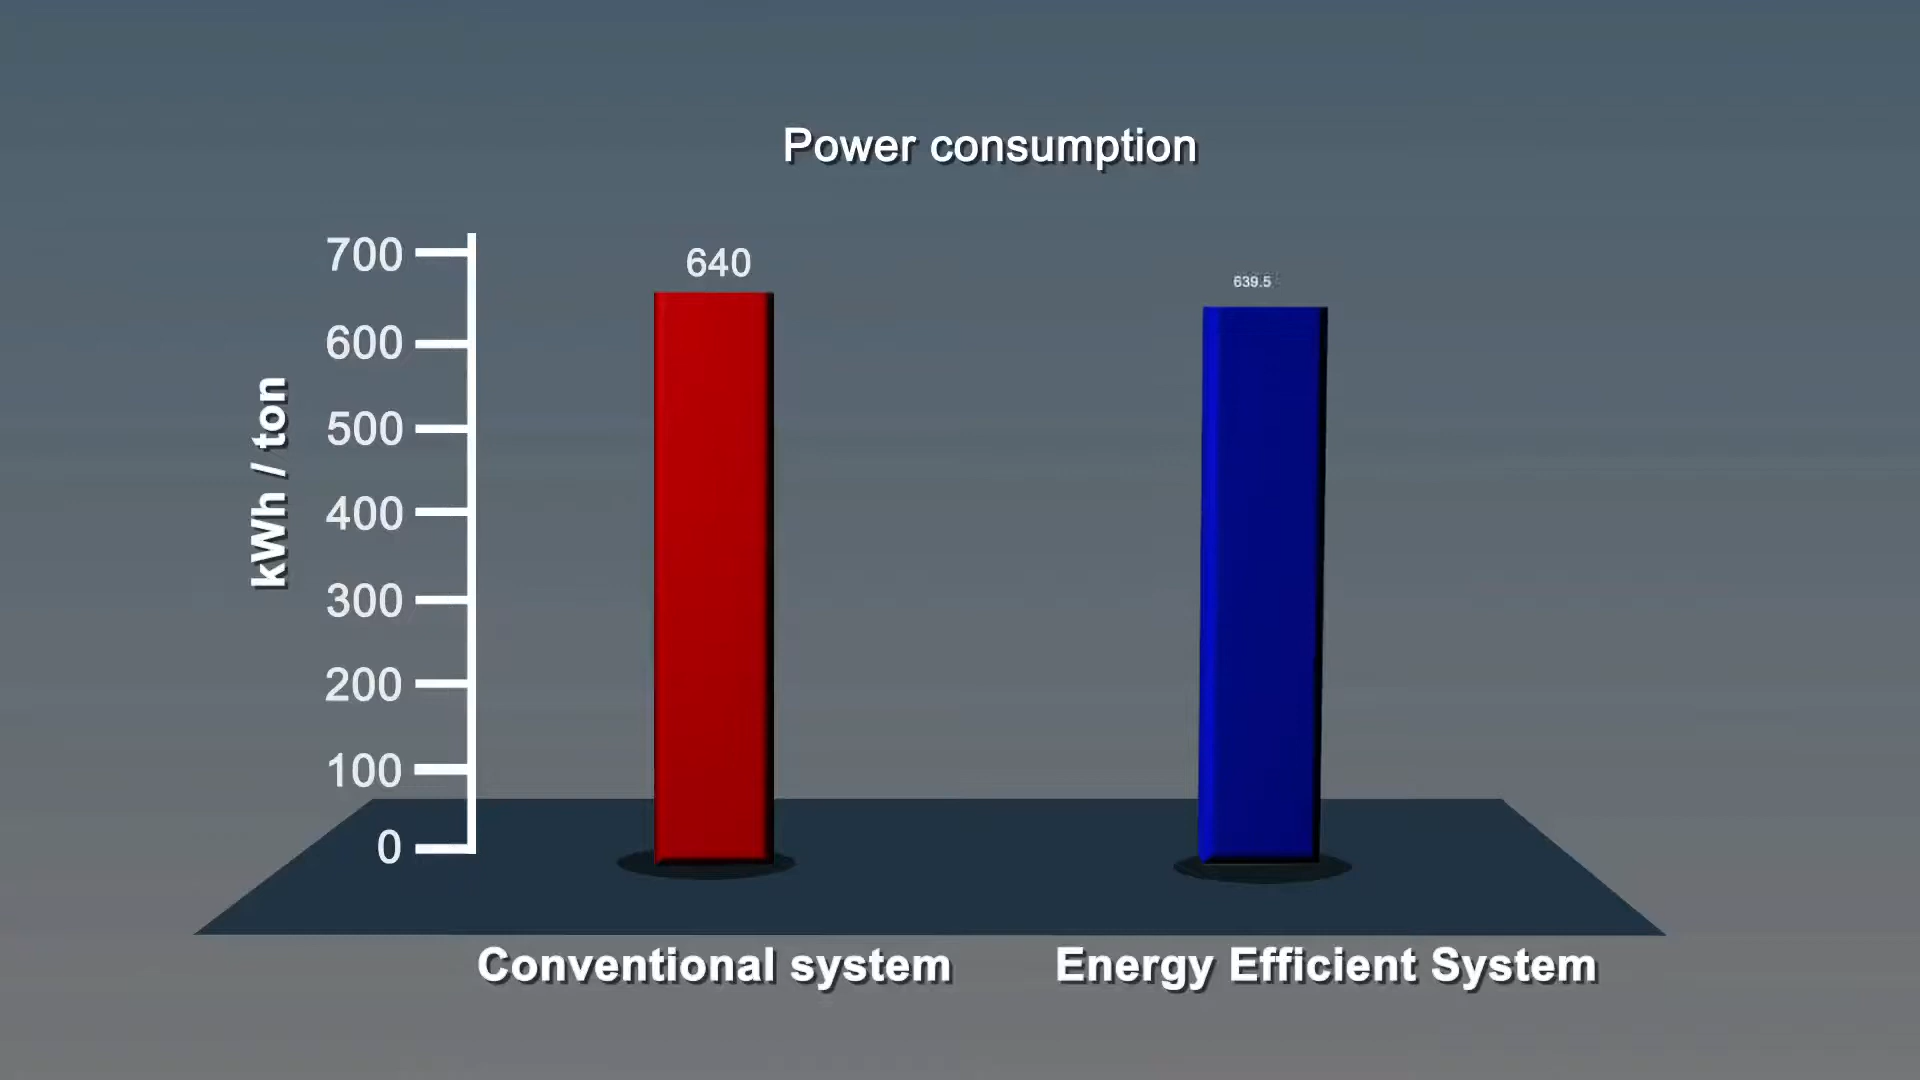 Power consumption
kWh / ton
700
600
500
400
300
200
100
0
640
639.5
Conventional system
Energy Efficient System